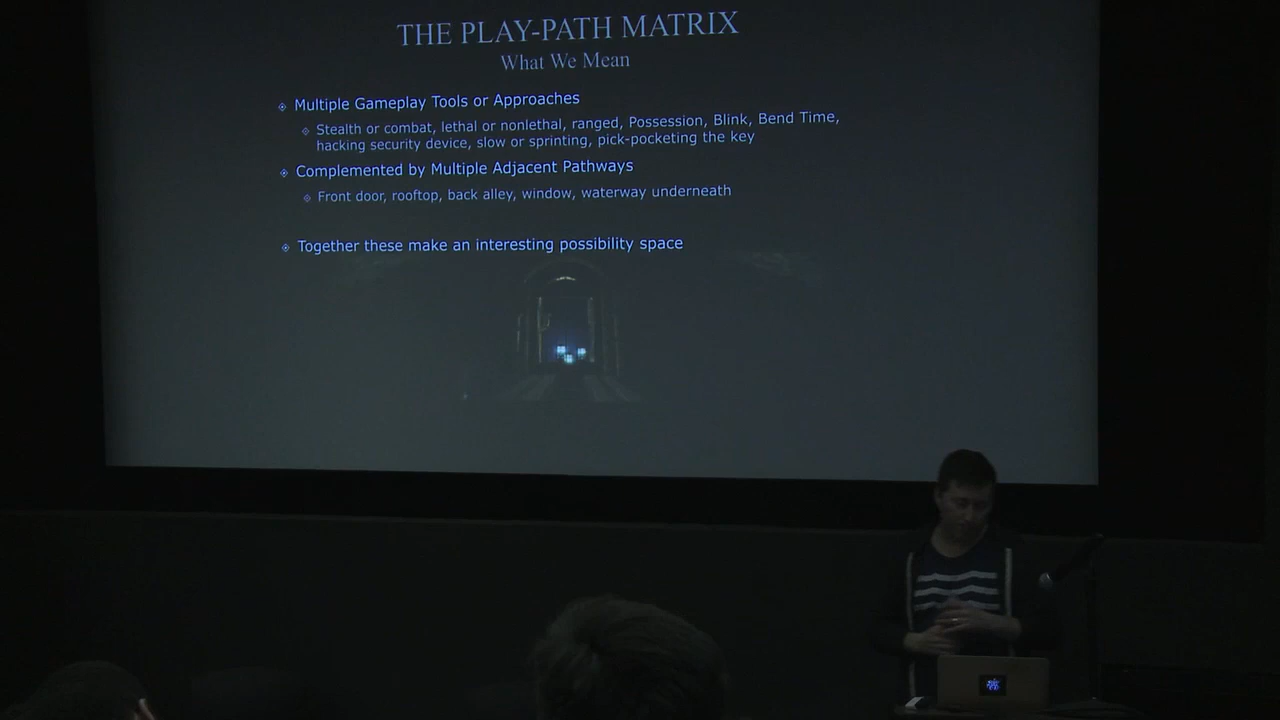 THE PLAY-PATH MATRIX
What We Mean
Multiple Gameplay Tools or Approaches
Stealth or combat, lethal or nonlethal, ranged, Possession, Blink, Bend Time,
hacking security device, slow or sprinting, pick-pocketing the key
Complemented by Multiple Adjacent Pathways
Front door, rooftop, back alley, window, waterway underneath
Together these make an interesting possibility space